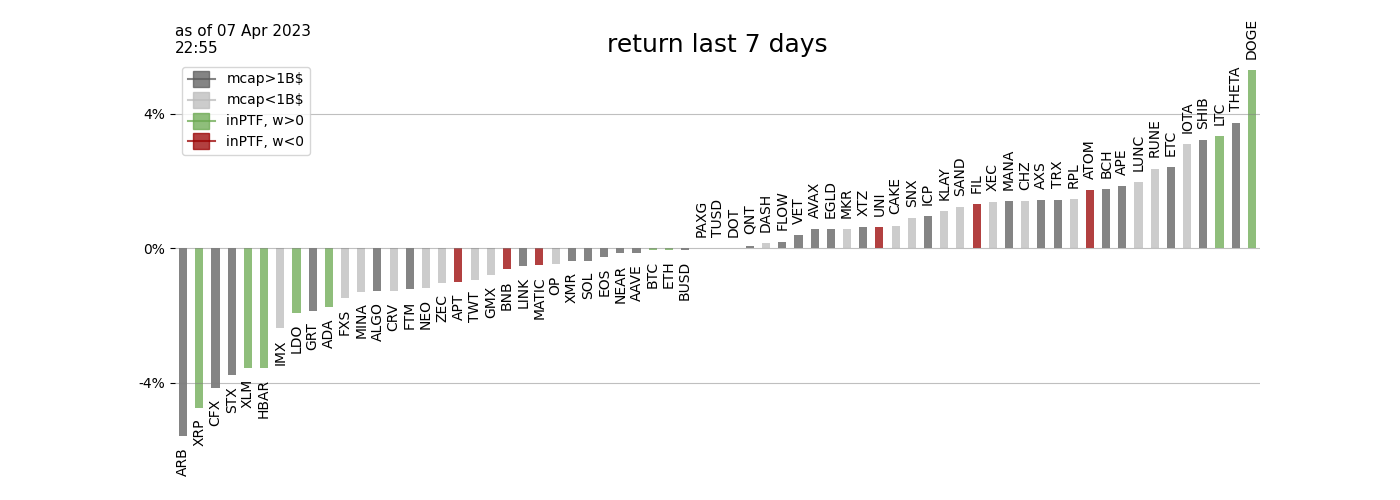 as of 07 Apr 2023
22:55
return last 7 days
mcap>1B$
mcap<1B$
inPTF, w>0
inPTF, w<0
4%
0%
-4%
ARB
XRP
CFX
STX
XLM
HBAR
IMX
LDO
GRT
ADA
FXS
MINA
ALGO
CRV
FTM
NEO
ZEC
APT
TWT
GMX
BNB
LINK
MATIC
OP
XMR
SOL
EOS
NEAR
AAVE
BTC
ETH
BUSD
PAXG
TUSD
DOT
QNT
DASH
FLOW
VET
AVAX
EGLD
MKR
XTZ
UNI
CAKE
SNX
ICP
KLAY
SAND
FIL
XEC
MANA
CHZ
AXS
TRX
RPL
ATOM
BCH
APE
LUNC
RUNE
ETC
IOTA
SHIB
LTC
THETA
DOGE